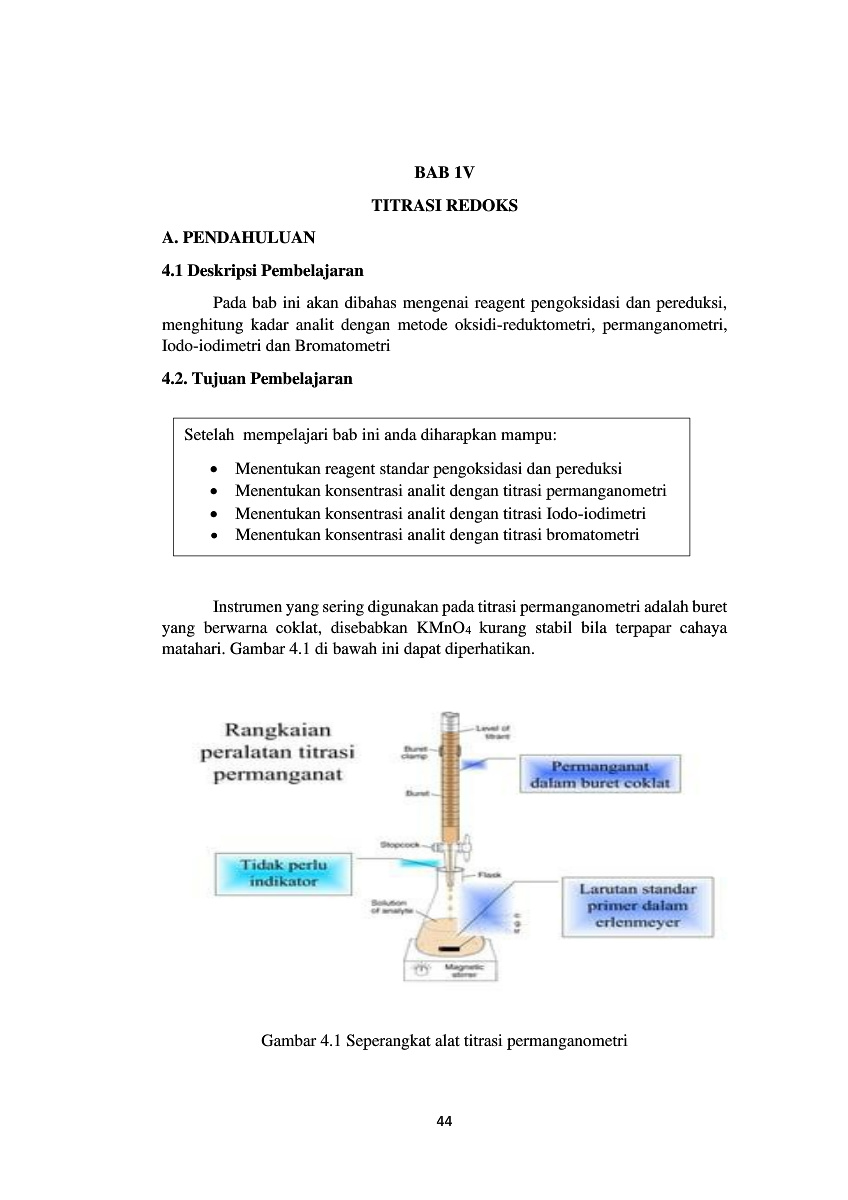 BAB 1V
TITRASI REDOKS
A. PENDAHULUAN
4.1 Deskripsi Pembelajaran
Pada bab ini akan dibahas mengenai reagent pengoksidasi dan pereduksi,
menghitung kadar analit dengan metode oksidi-reduktometri, permanganometri,
Iodo-iodimetri dan Bromatometri
4.2. Tujuan Pembelajaran
Setelah mempelajari bab ini anda diharapkan mampu:
• Menentukan reagent standar pengoksidasi dan pereduksi
• Menentukan konsentrasi analit dengan titrasi permanganometri
• Menentukan konsentrasi analit dengan titrasi Iodo-iodimetri
• Menentukan konsentrasi analit dengan titrasi bromatometri
Instrumen yang sering digunakan pada titrasi permanganometri adalah buret
yang berwarna coklat, disebabkan KMnO4 kurang stabil bila terpapar cahaya
matahari. Gambar 4.1 di bawah ini dapat diperhatikan.
Rangkaian
peralatan titrasi
permanganat
Level of
titrant
Buret
clamp
Permanganat
dalam buret coklat
Buret
Stopcock
Tidak perlu
indikator
Flask
Larutan standar
primer dalam
erlenmeyer
Solution
of analyte
Magnetic
stirrer
Gambar 4.1 Seperangkat alat titrasi permanganometri
44